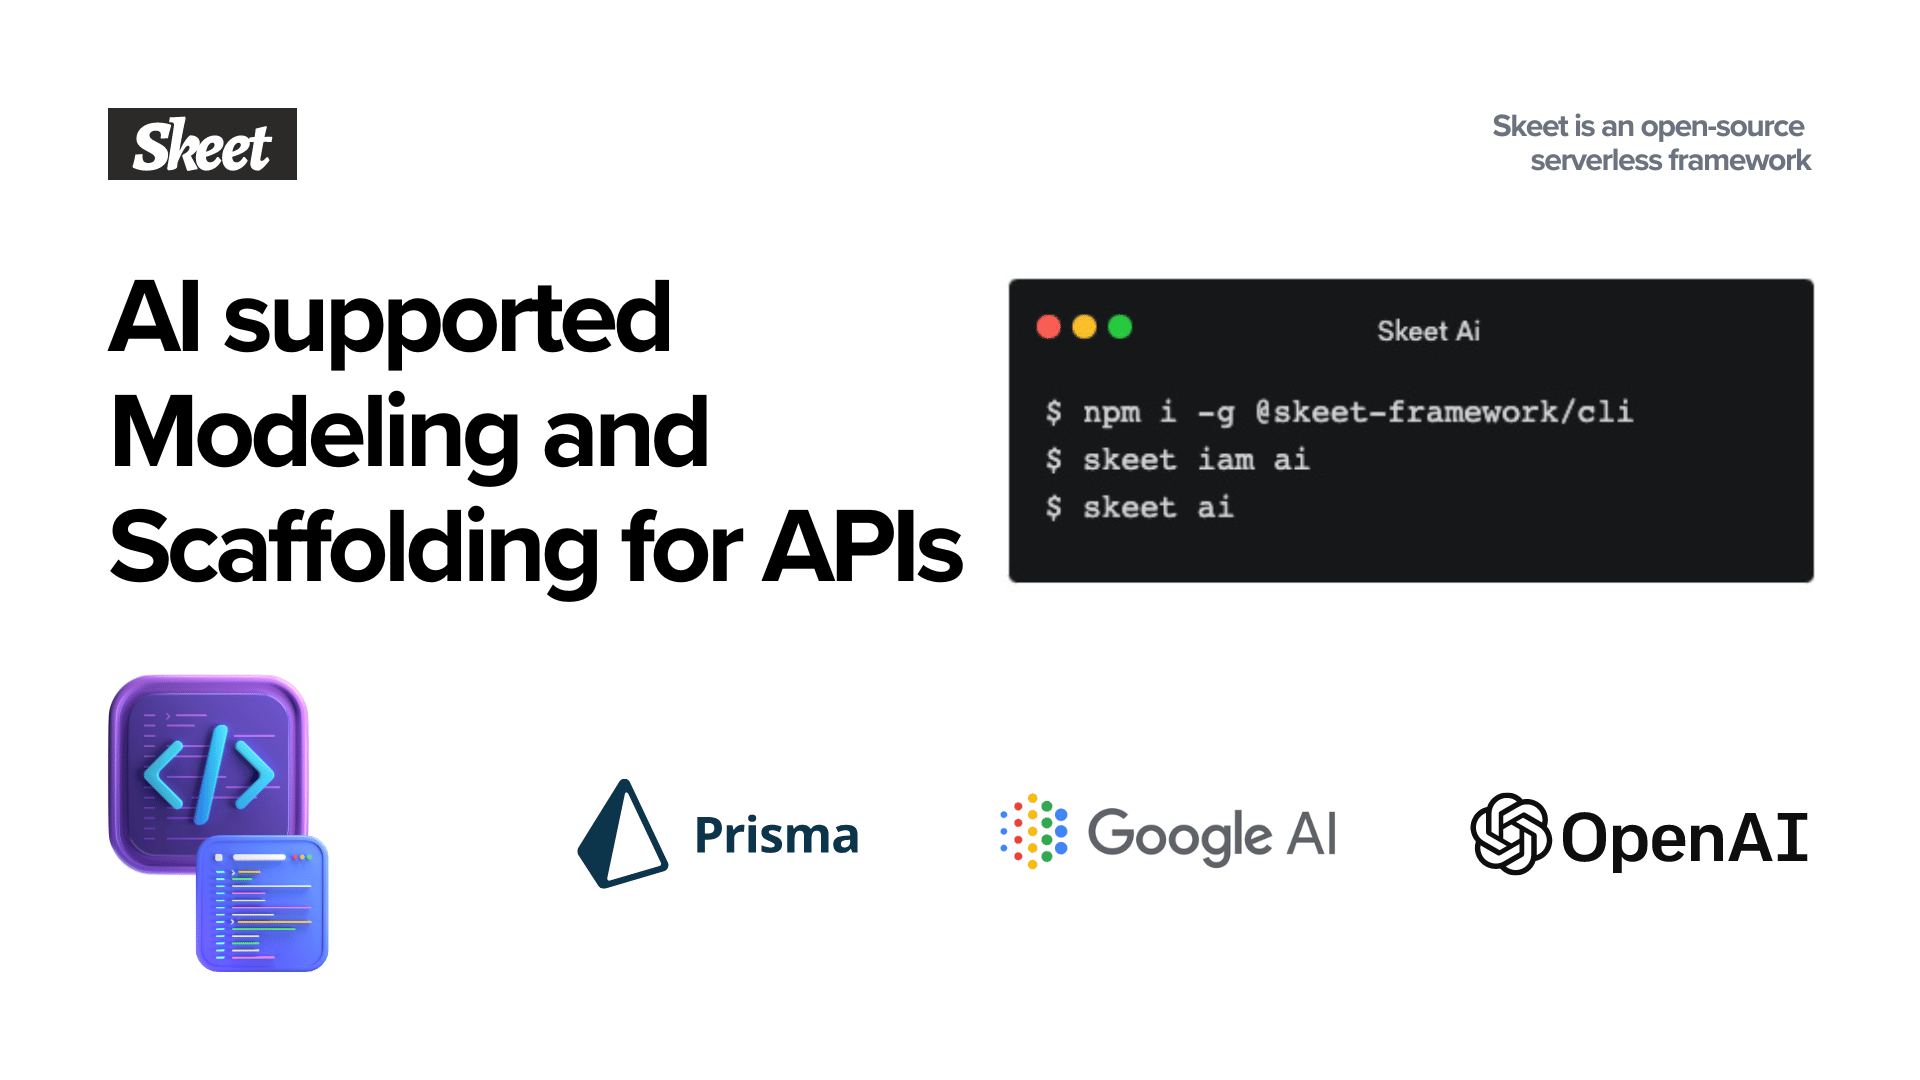 Skeet
Skeet is an open-source
serverless framework
AI supported
Modeling and
Scaffolding for APIs
Skeet Ai
$ npm i -g @skeet-framework/cli
$ skeet iam ai
$ skeet ai
</>
Prisma
Google AI
OpenAI